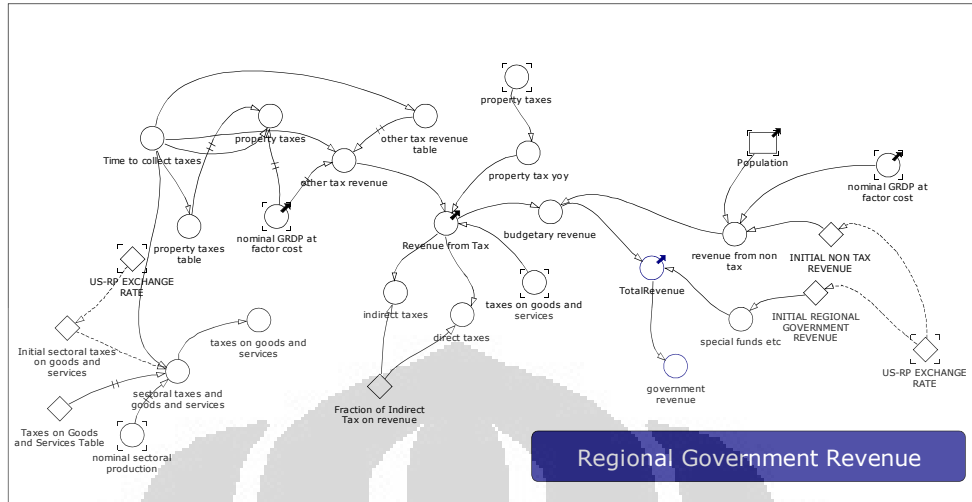 property taxes
property taxes
other tax revenue
table
Time to collect taxes
Population
other tax revenue
property tax yoy
nominal GRDP at
factor cost
property taxes
table
nominal GRDP at
factor cost
Revenue from Tax
budgetary revenue
revenue from non
tax
INITIAL NON TAX
REVENUE
US-RP EXCHANGE
RATE
TotalRevenue
indirect taxes
taxes on goods and
services
INITIAL REGIONAL
GOVERNMENT
REVENUE
special funds etc
direct taxes
taxes on goods and
services
Initial sectoral taxes
on goods and
services
US-RP EXCHANGE
RATE
sectoral taxes and
goods and services
government
revenue
Fraction of Indirect
Tax on revenue
Taxes on Goods
and Services Table
nominal sectoral
production
Regional Government Revenue